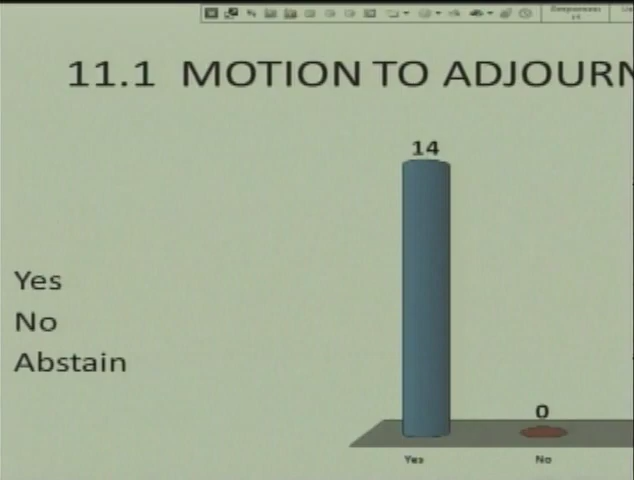 11.1 MOTION TO ADJOURN
14
Yes
No
Abstain
0
Yes
No